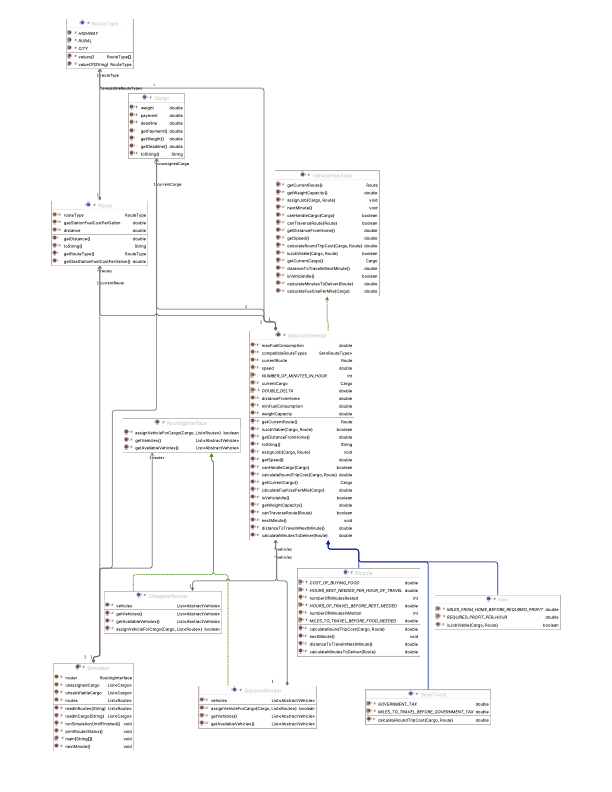 RouteType
HIGHWAY
RURAL
CITY
values() RouteType[]
valueOf(String) RouteType
1 routeType
compatibleRouteTypes *
Cargo
weight double
payment double
deadline double
getPayment() double
getWeight() double
getDeadline() double
toString() String
*unassignedCargo
1 currentCargo
VehicleInterface
getCurrentRoute() Route
getWeightCapacity() double
assignJob(Cargo, Route) void
nextMinute() void
canHandleCargo(Cargo) boolean
canTraverseRoute(Route) boolean
getDistanceFromHome() double
getSpeed() double
calculateRoundTripCost(Cargo, Route) double
isJobViable(Cargo, Route) boolean
getCurrentCargo() Cargo
distanceToTravelInNextMinute() double
isVehicleIdle() boolean
calculateMinutesToDeliver(Route) double
calculateFuelUsePerMile(Cargo) double
1
Route
routeType RouteType
gasStationFuelCostPerGallon double
distance double
getDistance() double
toString() String
getRouteType() RouteType
getGasStationFuelCostPerGallon() double
*routes
1 currentRoute
1
1
1
AbstractVehicle
maxFuelConsumption double
compatibleRouteTypes Set<RouteType>
currentRoute Route
speed double
NUMBER_OF_MINUTES_IN_HOUR int
currentCargo Cargo
DOUBLE_DELTA double
distanceFromHome double
minFuelConsumption double
weightCapacity double
getCurrentRoute() Route
isJobViable(Cargo, Route) boolean
getDistanceFromHome() double
toString() String
assignJob(Cargo, Route) void
getSpeed() double
canHandleCargo(Cargo) boolean
calculateRoundTripCost(Cargo, Route) double
getCurrentCargo() Cargo
calculateFuelUsePerMile(Cargo) double
isVehicleIdle() boolean
getWeightCapacity() double
canTraverseRoute(Route) boolean
nextMinute() void
distanceToTravelInNextMinute() double
calculateMinutesToDeliver(Route) double
RoutingInterface
assignVehicleForCargo(Cargo, List<Route>) boolean
getVehicles() List<AbstractVehicle>
getAvailableVehicles() List<AbstractVehicle>
1 router
*vehicles
*vehicles
Bicycle
COST_OF_BUYING_FOOD double
HOURS_REST_NEEDED_PER_HOUR_OF_TRAVEL double
numberOfMinutesRested int
HOURS_OF_TRAVEL_BEFORE_REST_NEEDED double
numberOfMinutesInMotion double
MILES_TO_TRAVEL_BEFORE_FOOD_NEEDED double
calculateRoundTripCost(Cargo, Route) double
nextMinute() void
distanceToTravelInNextMinute() double
calculateMinutesToDeliver(Route) double
Van
MILES_FROM_HOME_BEFORE_REQUIRED_PROFIT double
REQUIRED_PROFIT_PER_HOUR double
isJobViable(Cargo, Route) boolean
1
CheapestRouter
vehicles List<AbstractVehicle>
getVehicles() List<AbstractVehicle>
getAvailableVehicles() List<AbstractVehicle>
assignVehicleForCargo(Cargo, List<Route>) boolean
1 1
Simulator
router RoutingInterface
unassignedCargo List<Cargo>
unsatisfiableCargo List<Cargo>
routes List<Route>
readInRoutes(String) List<Route>
readInCargo(String) List<Cargo>
runSimulationUntilFinished() void
printRouterStatus() void
main(String[]) void
nextMinute() void
1
QuickestRouter
vehicles List<AbstractVehicle>
assignVehicleForCargo(Cargo, List<Route>) boolean
getVehicles() List<AbstractVehicle>
getAvailableVehicles() List<AbstractVehicle>
SemiTruck
GOVERNMENT_TAX double
MILES_TO_TRAVEL_BEFORE_GOVERNMENT_TAX double
calculateRoundTripCost(Cargo, Route) double